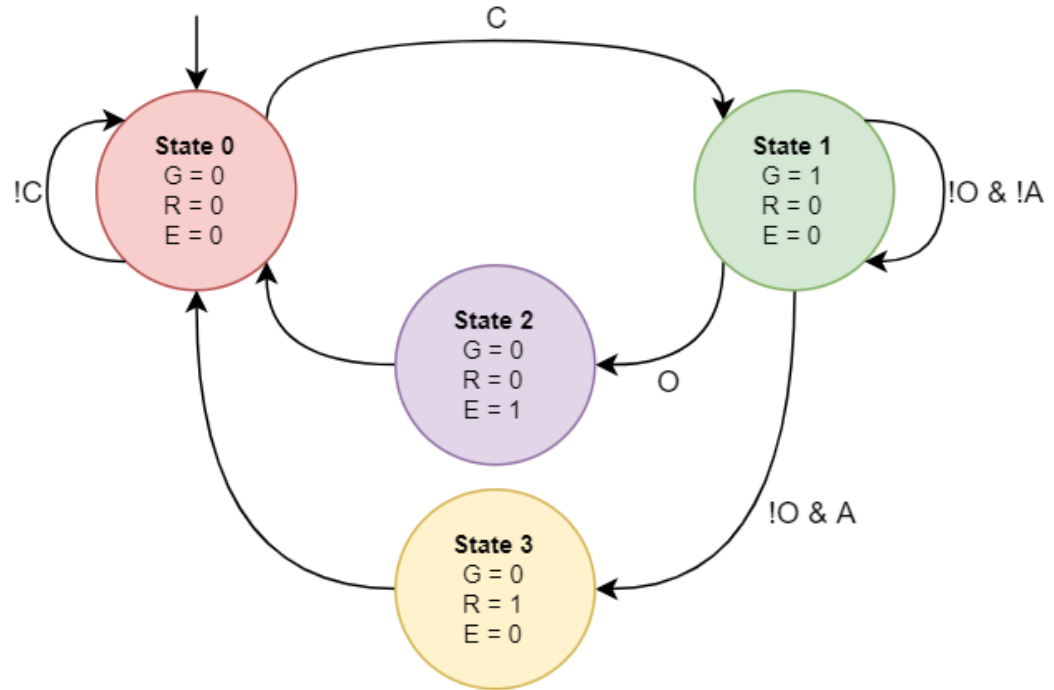 C
State 0
G = 0
R = 0
E = 0
!C
State 1
G = 1
R = 0
E = 0
!O & !A
State 2
G = 0
R = 0
E = 1
O
!O & A
State 3
G = 0
R = 1
E = 0